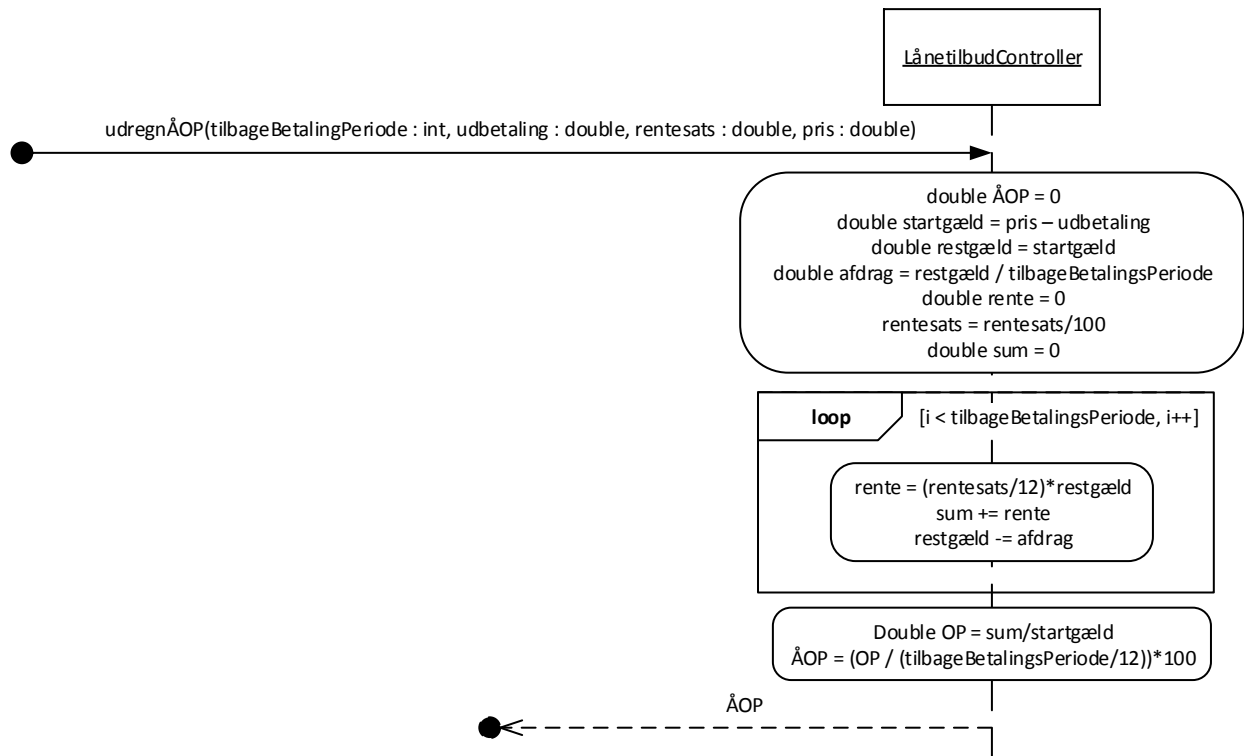 LånetilbudController
udregnÅOP(tilbageBetalingPeriode : int, udbetaling : double, rentesats : double, pris : double)
double ÅOP = 0
double startgæld = pris – udbetaling
double restgæld = startgæld
double afdrag = restgæld / tilbageBetalingsPeriode
double rente = 0
rentesats = rentesats/100
double sum = 0
loop [i < tilbageBetalingsPeriode, i++]
rente = (rentesats/12)*restgæld
sum += rente
restgæld -= afdrag
Double OP = sum/startgæld
ÅOP = (OP / (tilbageBetalingsPeriode/12))*100
ÅOP